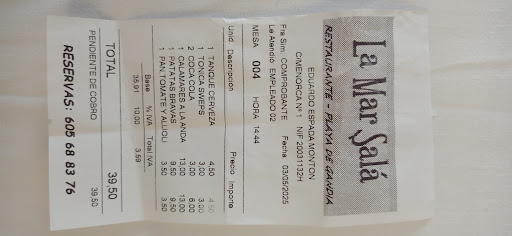 La Mar Salá
RESTAURANTE - PLAYA DE GANDIA
EDUARDO ESPADA MONTON
C/MENORCA Nº 1 NIF 20031132H
Fra Sim: COMPROBANTE Fecha: 03/05/2025
Le Atendió: EMPLEADO 02
MESA 004 HORA 14:44
Unid Descripción Precio Importe
1 TANQUE CERVEZA 4,50 4,50
1 TONICA SWEPS 3,00 3,00
2 COCA COLA 3,00 6,00
1 CALAMARES A LA ANDA 13,00 13,00
1 PATATAS BRAVAS 9,50 9,50
1 PAN,TOMATE Y ALIJOLI 3,50 3,50
Base % IVA Total IVA
35,91 10,00 3,59
TOTAL 39,50
PENDIENTE DE COBRO 39,50
RESERVAS: 605 68 83 76